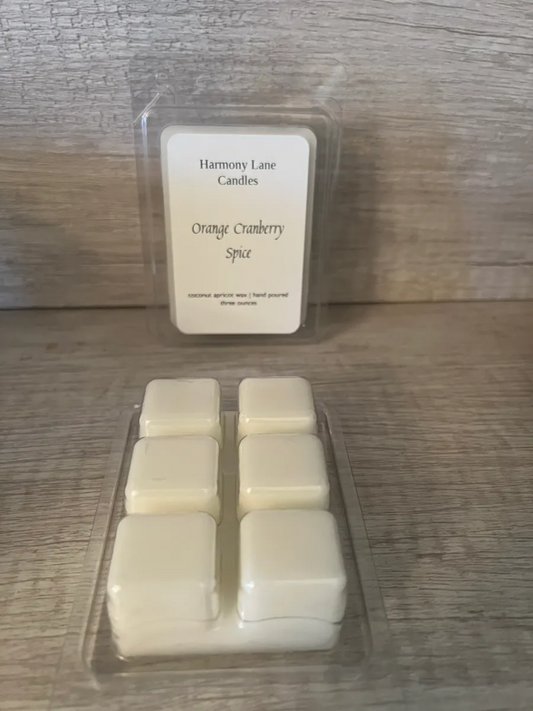 Harmony Lane
Candles
Orange Cranberry
Spice
coconut apricot wax | hand poured
three ounces